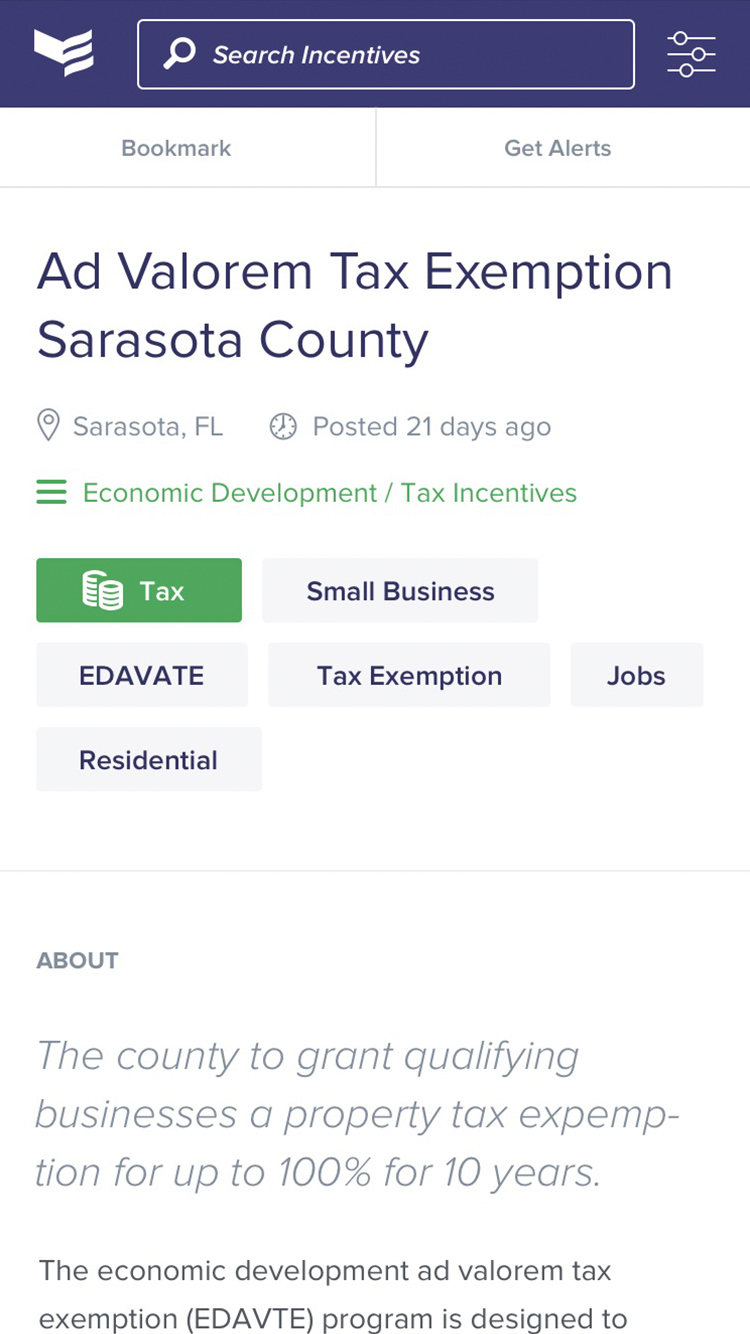 Search Incentives
Bookmark Get Alerts
Ad Valorem Tax Exemption
Sarasota County
Sarasota, FL Posted 21 days ago
Economic Development / Tax Incentives
Tax Small Business
EDAVATE Tax Exemption Jobs
Residential
ABOUT
The county to grant qualifying
businesses a property tax expemp-
tion for up to 100% for 10 years.
The economic development ad valorem tax
exemption (EDAVTE) program is designed to